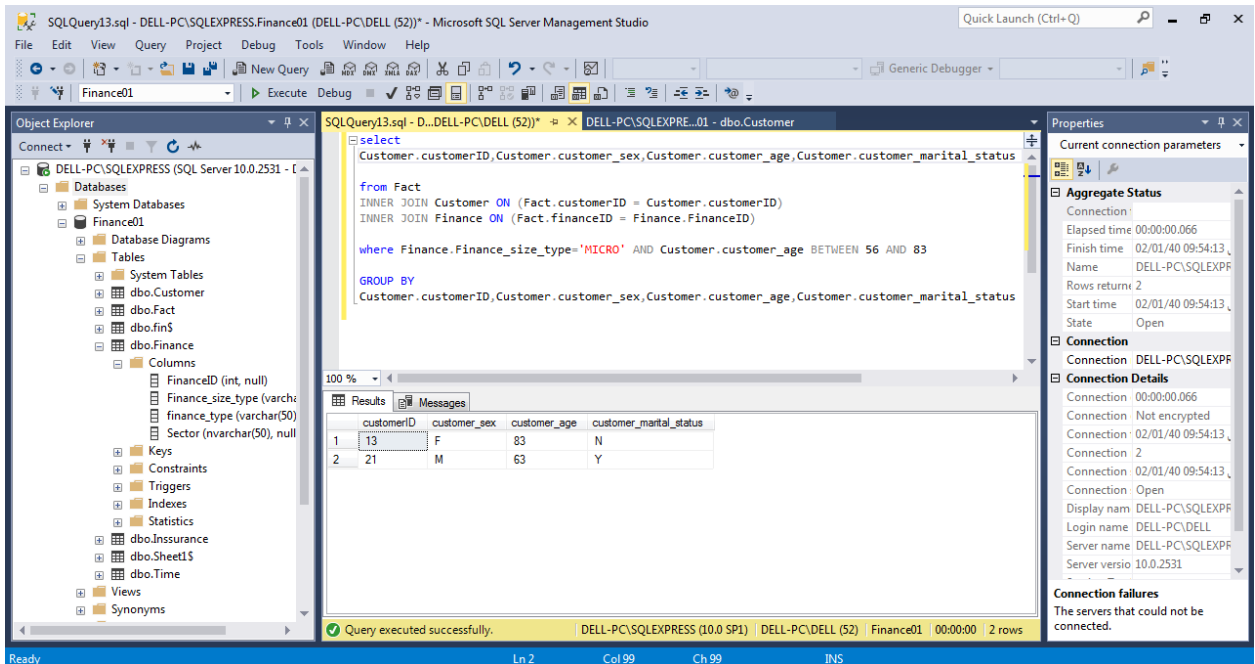 SQLQuery13.sql - DELL-PC\SQLEXPRESS.Finance01 (DELL-PC\DELL (52))* - Microsoft SQL Server Management Studio
Quick Launch (Ctrl+Q)
File Edit View Query Project Debug Tools Window Help
New Query
Generic Debugger
Finance01
Execute Debug
Object Explorer
Connect
DELL-PC\SQLEXPRESS (SQL Server 10.0.2531 - 
Databases
System Databases
Finance01
Database Diagrams
Tables
System Tables
dbo.Customer
dbo.Fact
dbo.fin$
dbo.Finance
Columns
FinanceID (int, null)
Finance_size_type (varcha
finance_type (varchar(50)
Sector (nvarchar(50), null
Keys
Constraints
Triggers
Indexes
Statistics
dbo.Inssurance
dbo.Sheet1$
dbo.Time
Views
Synonyms
SQLQuery13.sql - D...DELL-PC\DELL (52))*
DELL-PC\SQLEXPRE...01 - dbo.Customer
select
Customer.customerID,Customer.customer_sex,Customer.customer_age,Customer.customer_marital_status
from Fact
INNER JOIN Customer ON (Fact.customerID = Customer.customerID)
INNER JOIN Finance ON (Fact.financeID = Finance.FinanceID)
where Finance.Finance_size_type='MICRO' AND Customer.customer_age BETWEEN 56 AND 83
GROUP BY
Customer.customerID,Customer.customer_sex,Customer.customer_age,Customer.customer_marital_status
100 %
Results Messages
customerID customer_sex customer_age customer_marital_status
1 13 F 83 N
2 21 M 63 Y
Query executed successfully.
DELL-PC\SQLEXPRESS (10.0 SP1) DELL-PC\DELL (52) Finance01 00:00:00 2 rows
Properties
Current connection parameters
Aggregate Status
Connection
Elapsed time 00:00:00.066
Finish time 02/01/40 09:54:13
Name DELL-PC\SQLEXPR
Rows returne 2
Start time 02/01/40 09:54:13
State Open
Connection
Connection DELL-PC\SQLEXPR
Connection Details
Connection 00:00:00.066
Connection Not encrypted
Connection 02/01/40 09:54:13
Connection 2
Connection 02/01/40 09:54:13
Connection Open
Display nam DELL-PC\SQLEXPR
Login name DELL-PC\DELL
Server name DELL-PC\SQLEXPR
Server versio 10.0.2531
Connection failures
The servers that could not be
connected.
Ready
Ln 2 Col 99 Ch 99 INS